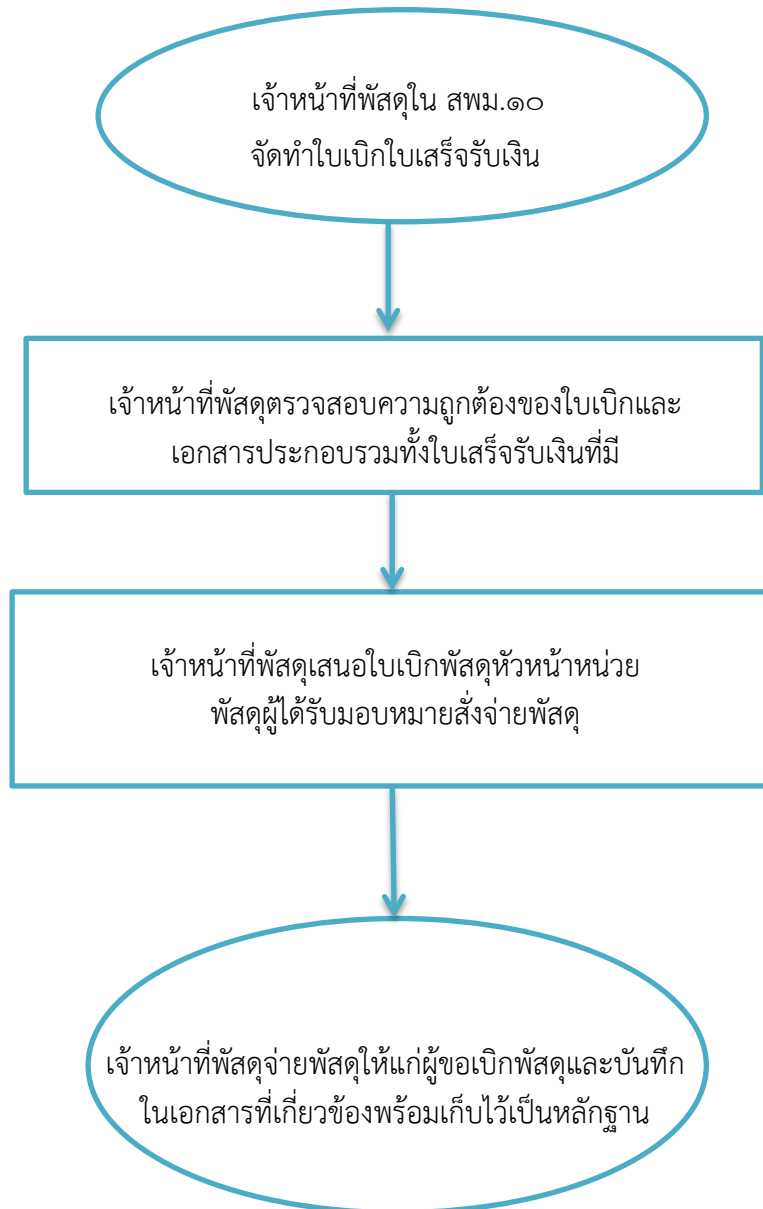 เจ้าหน้าที่พัสดุใน สพม.๑๐
จัดทำใบเบิกใบเสร็จรับเงิน
เจ้าหน้าที่พัสดุตรวจสอบความถูกต้องของใบเบิกและ
เอกสารประกอบรวมทั้งใบเสร็จรับเงินที่มี
เจ้าหน้าที่พัสดุเสนอใบเบิกพัสดุหัวหน้าหน่วย
พัสดุผู้ได้รับมอบหมายสั่งจ่ายพัสดุ
เจ้าหน้าที่พัสดุจ่ายพัสดุให้แก่ผู้ขอเบิกพัสดุและบันทึก
ในเอกสารที่เกี่ยวข้องพร้อมเก็บไว้เป็นหลักฐาน